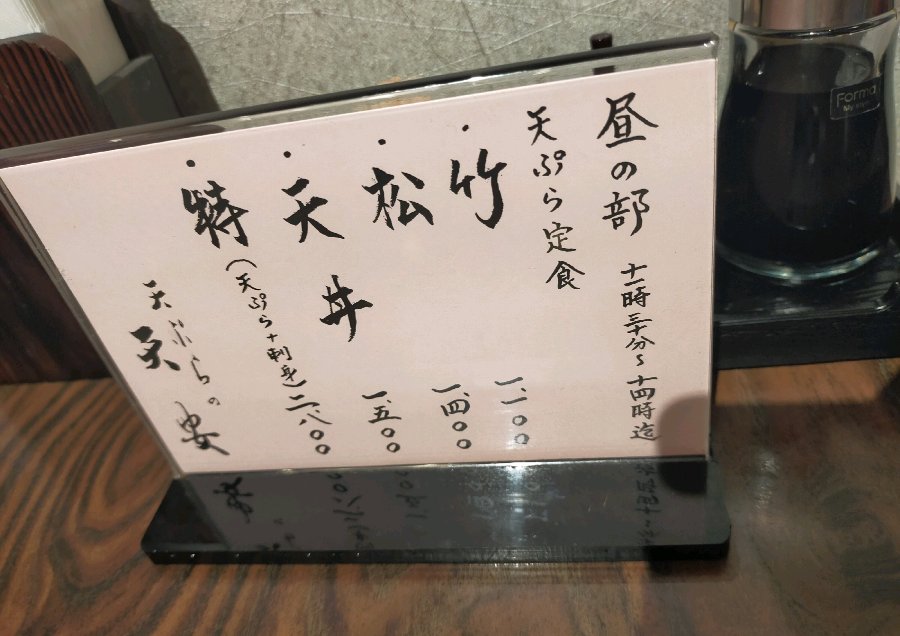 昼の部 十一時三十分〜十四時迄
天ぷら定食
・竹 一、一〇〇
・松 一、四〇〇
・天丼 一、五〇〇
・特(天ぷら+刺身)二、八〇〇
天ぷらの
天安
Forma